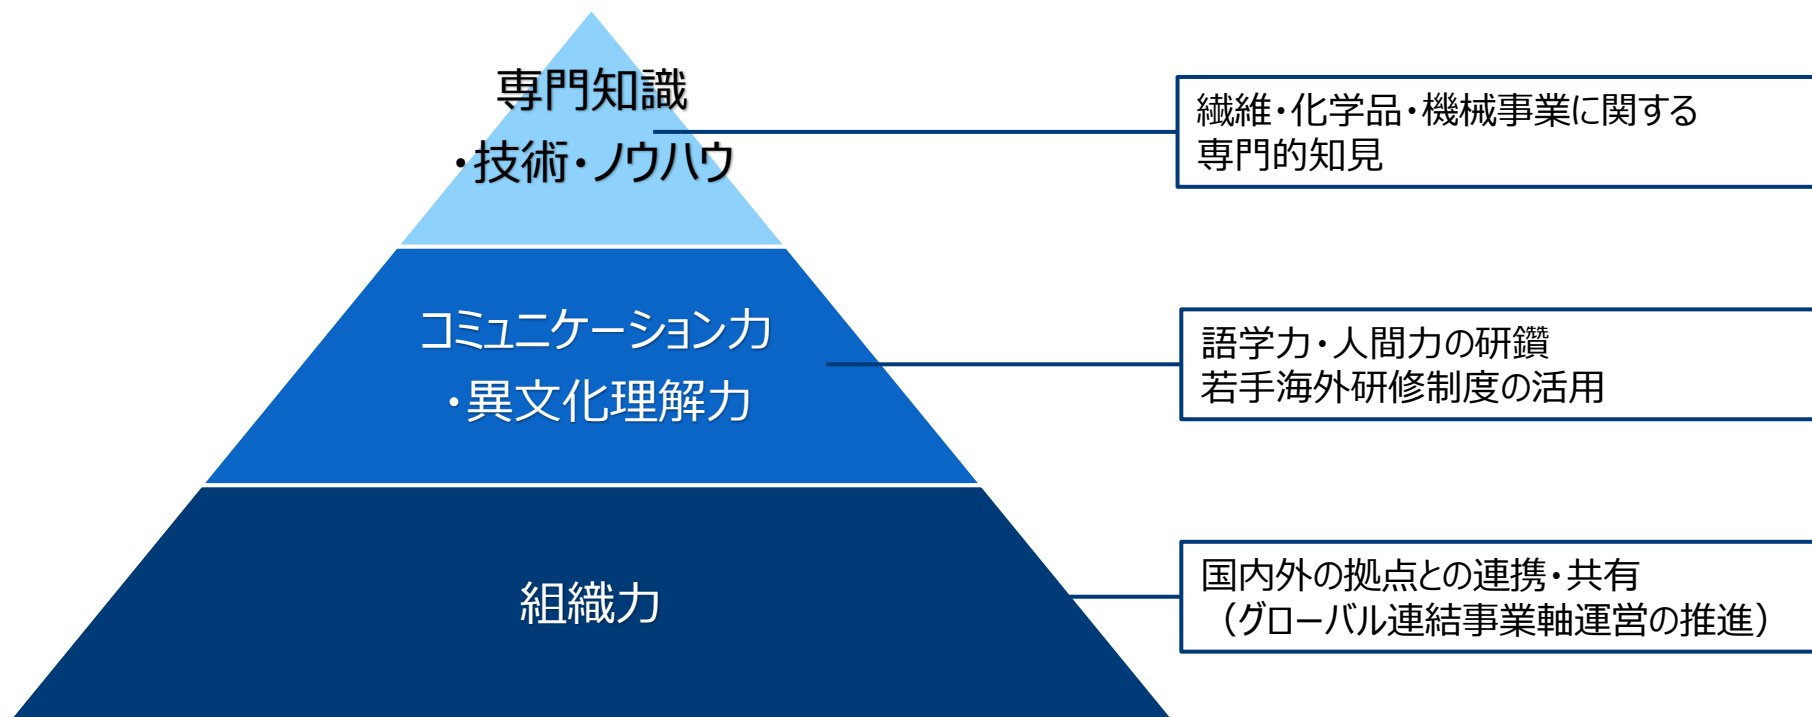 専門知識
・技術・ノウハウ
繊維・化学品・機械事業に関する
専門的知見
コミュニケーション力
・異文化理解力
語学力・人間力の研鑽
若手海外研修制度の活用
組織力
国内外の拠点との連携・共有
（グローバル連結事業軸運営の推進）